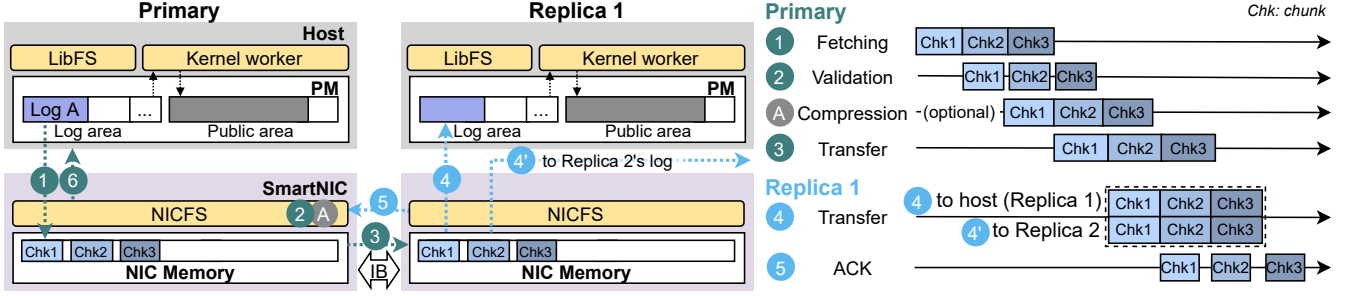 Primary
Host
LibFS
Kernel worker
PM
Log A
...
Log area
Public area
1
6
SmartNIC
NICFS
2
A
Chk1
Chk2
Chk3
NIC Memory
3
IB
5
Replica 1
LibFS
Kernel worker
PM
...
Log area
Public area
4
4' to Replica 2's log
NICFS
Chk1
Chk2
Chk3
NIC Memory
Primary
Chk: chunk
1 Fetching Chk1 Chk2 Chk3
2 Validation Chk1 Chk2 Chk3
A Compression (optional) Chk1 Chk2 Chk3
3 Transfer Chk1 Chk2 Chk3
Replica 1
4 Transfer
4 to host (Replica 1) Chk1 Chk2 Chk3
4' to Replica 2 Chk1 Chk2 Chk3
5 ACK Chk1 Chk2 Chk3